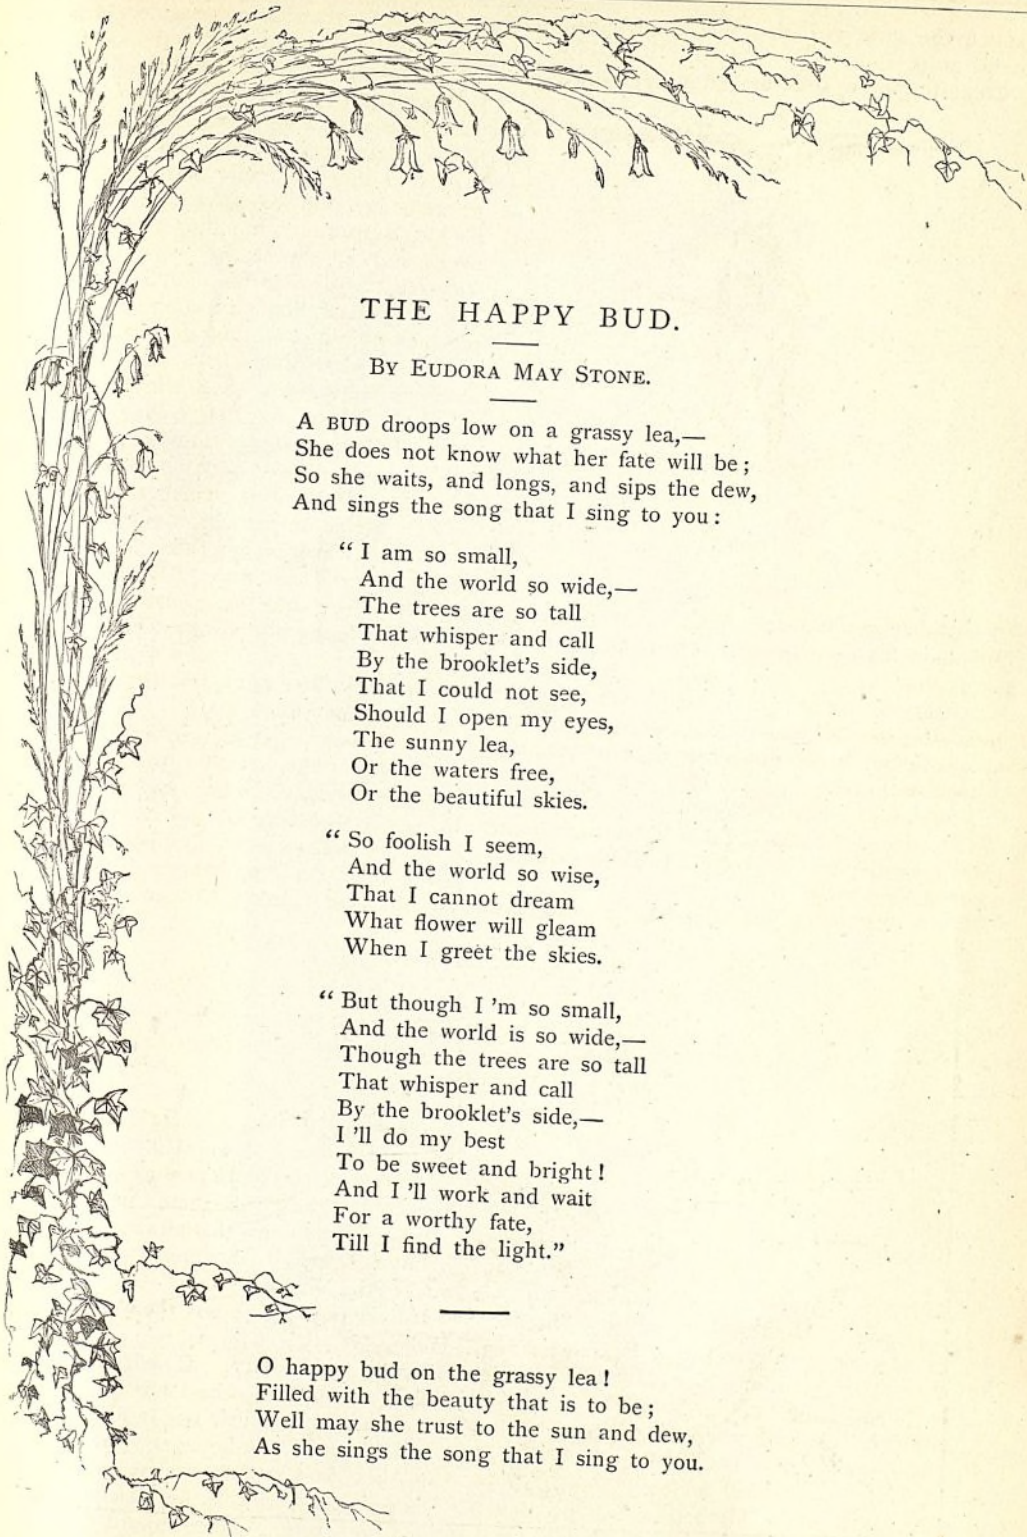 THE HAPPY BUD.
BY EUDORA MAY STONE.
A BUD droops low on a grassy lea,—
She does not know what her fate will be;
So she waits, and longs, and sips the dew,
And sings the song that I sing to you:
“I am so small,
And the world so wide,—
The trees are so tall
That whisper and call
By the brooklet's side,
That I could not see,
Should I open my eyes,
The sunny lea,
Or the waters free,
Or the beautiful skies.
“So foolish I seem,
And the world so wise,
That I cannot dream
What flower will gleam
When I greet the skies.
“But though I 'm so small,
And the world is so wide,—
Though the trees are so tall
That whisper and call
By the brooklet's side,—
I 'll do my best
To be sweet and bright!
And I 'll work and wait
For a worthy fate,
Till I find the light.”
O happy bud on the grassy lea!
Filled with the beauty that is to be;
Well may she trust to the sun and dew,
As she sings the song that I sing to you.